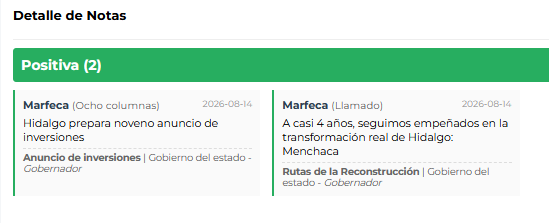 Detalle de Notas
Positiva (2)
Marfeca (Ocho columnas) 2026-08-14
Hidalgo prepara noveno anuncio de
inversiones
Anuncio de inversiones | Gobierno del estado -
Gobernador
Marfeca (Llamado) 2026-08-14
A casi 4 años, seguimos empeñados en la
transformación real de Hidalgo:
Menchaca
Rutas de la Reconstrucción | Gobierno del
estado - Gobernador